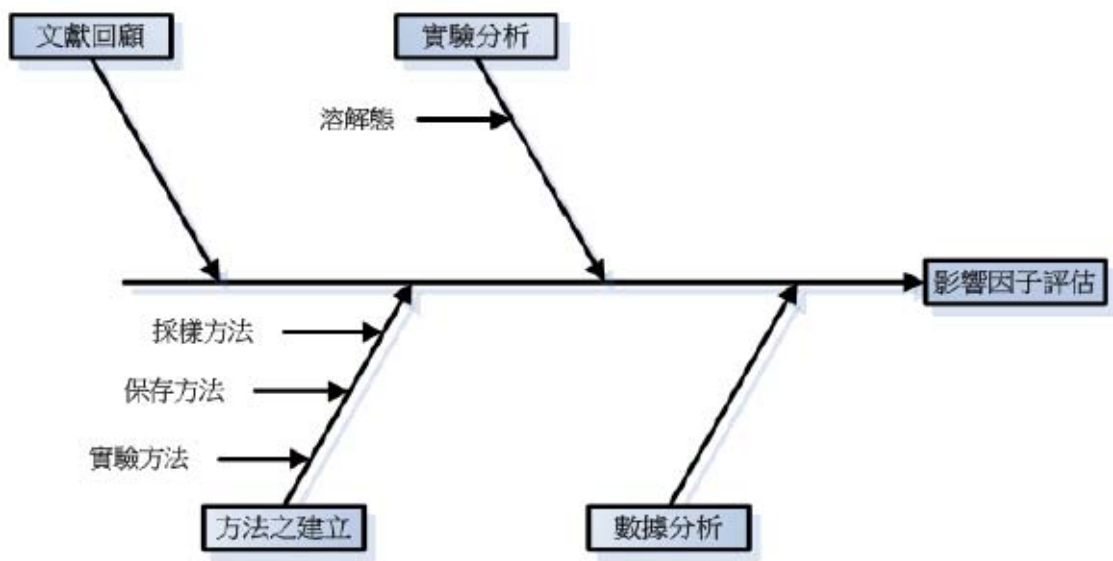 文獻回顧
實驗分析
溶解態
影響因子評估
採樣方法
保存方法
實驗方法
方法之建立
數據分析